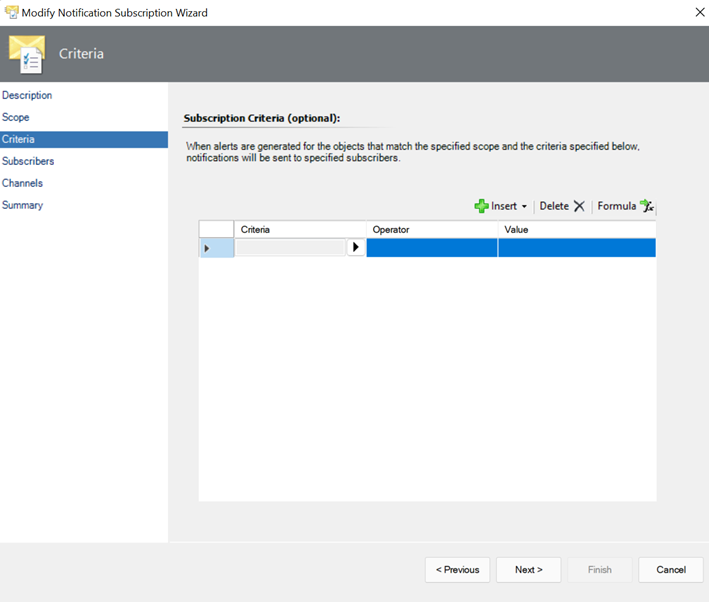 Modify Notification Subscription Wizard
Criteria
Description
Scope
Criteria
Subscribers
Channels
Summary
Subscription Criteria (optional):
When alerts are generated for the objects that match the specified scope and the criteria specified below,
notifications will be sent to specified subscribers.
Insert Delete Formula
Criteria Operator Value
< Previous Next > Finish Cancel